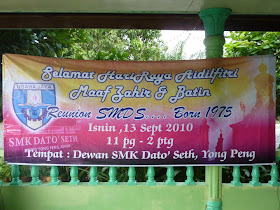 Selamat Hari Raya Aidilfitri
Maaf Zahir & Batin
Reunion SMDS.... Born 1975
Isnin ,13 Sept 2010
11 pg - 2 ptg
SMK DATO' SETH
Tempat : Dewan SMK Dato' Seth, Yong Peng